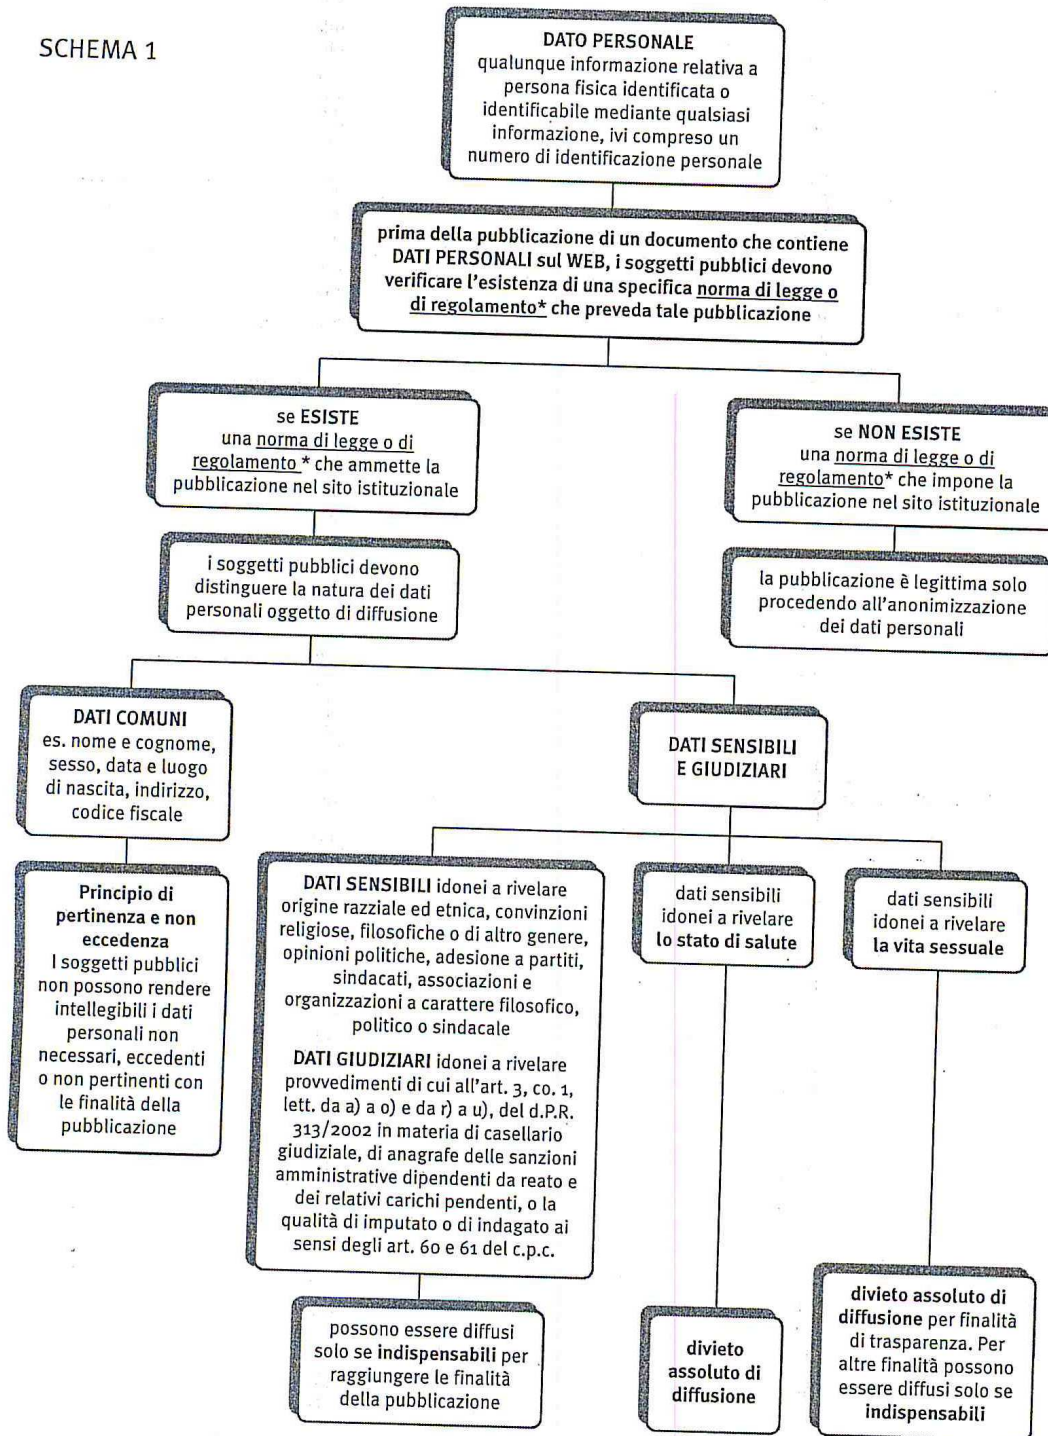 SCHEMA 1
DATO PERSONALE
qualunque informazione relativa a
persona fisica identificata o
identificabile mediante qualsiasi
informazione, ivi compreso un
numero di identificazione personale
prima della pubblicazione di un documento che contiene
DATI PERSONALI sul WEB, i soggetti pubblici devono
verificare l'esistenza di una specifica norma di legge o
di regolamento* che preveda tale pubblicazione
se ESISTE
una norma di legge o di
regolamento * che ammette la
pubblicazione nel sito istituzionale
se NON ESISTE
una norma di legge o di
regolamento* che impone la
pubblicazione nel sito istituzionale
i soggetti pubblici devono
distinguere la natura dei dati
personali oggetto di diffusione
la pubblicazione è legittima solo
procedendo all'anonimizzazione
dei dati personali
DATI COMUNI
es. nome e cognome,
sesso, data e luogo
di nascita, indirizzo,
codice fiscale
DATI SENSIBILI
E GIUDIZIARI
Principio di
pertinenza e non
eccedenza
I soggetti pubblici
non possono rendere
intellegibili i dati
personali non
necessari, eccedenti
o non pertinenti con
le finalità della
pubblicazione
DATI SENSIBILI idonei a rivelare
origine razziale ed etnica, convinzioni
religiose, filosofiche o di altro genere,
opinioni politiche, adesione a partiti,
sindacati, associazioni e
organizzazioni a carattere filosofico,
politico o sindacale
DATI GIUDIZIARI idonei a rivelare
provvedimenti di cui all'art. 3, co. 1,
lett. da a) a o) e da r) a u), del d.P.R.
313/2002 in materia di casellario
giudiziale, di anagrafe delle sanzioni
amministrative dipendenti da reato e
dei relativi carichi pendenti, o la
qualità di imputato o di indagato ai
sensi degli art. 60 e 61 del c.p.c.
dati sensibili
idonei a rivelare
lo stato di salute
dati sensibili
idonei a rivelare
la vita sessuale
possono essere diffusi
solo se indispensabili per
raggiungere le finalità
della pubblicazione
divieto
assoluto di
diffusione
divieto assoluto di
diffusione per finalità
di trasparenza. Per
altre finalità possono
essere diffusi solo se
indispensabili